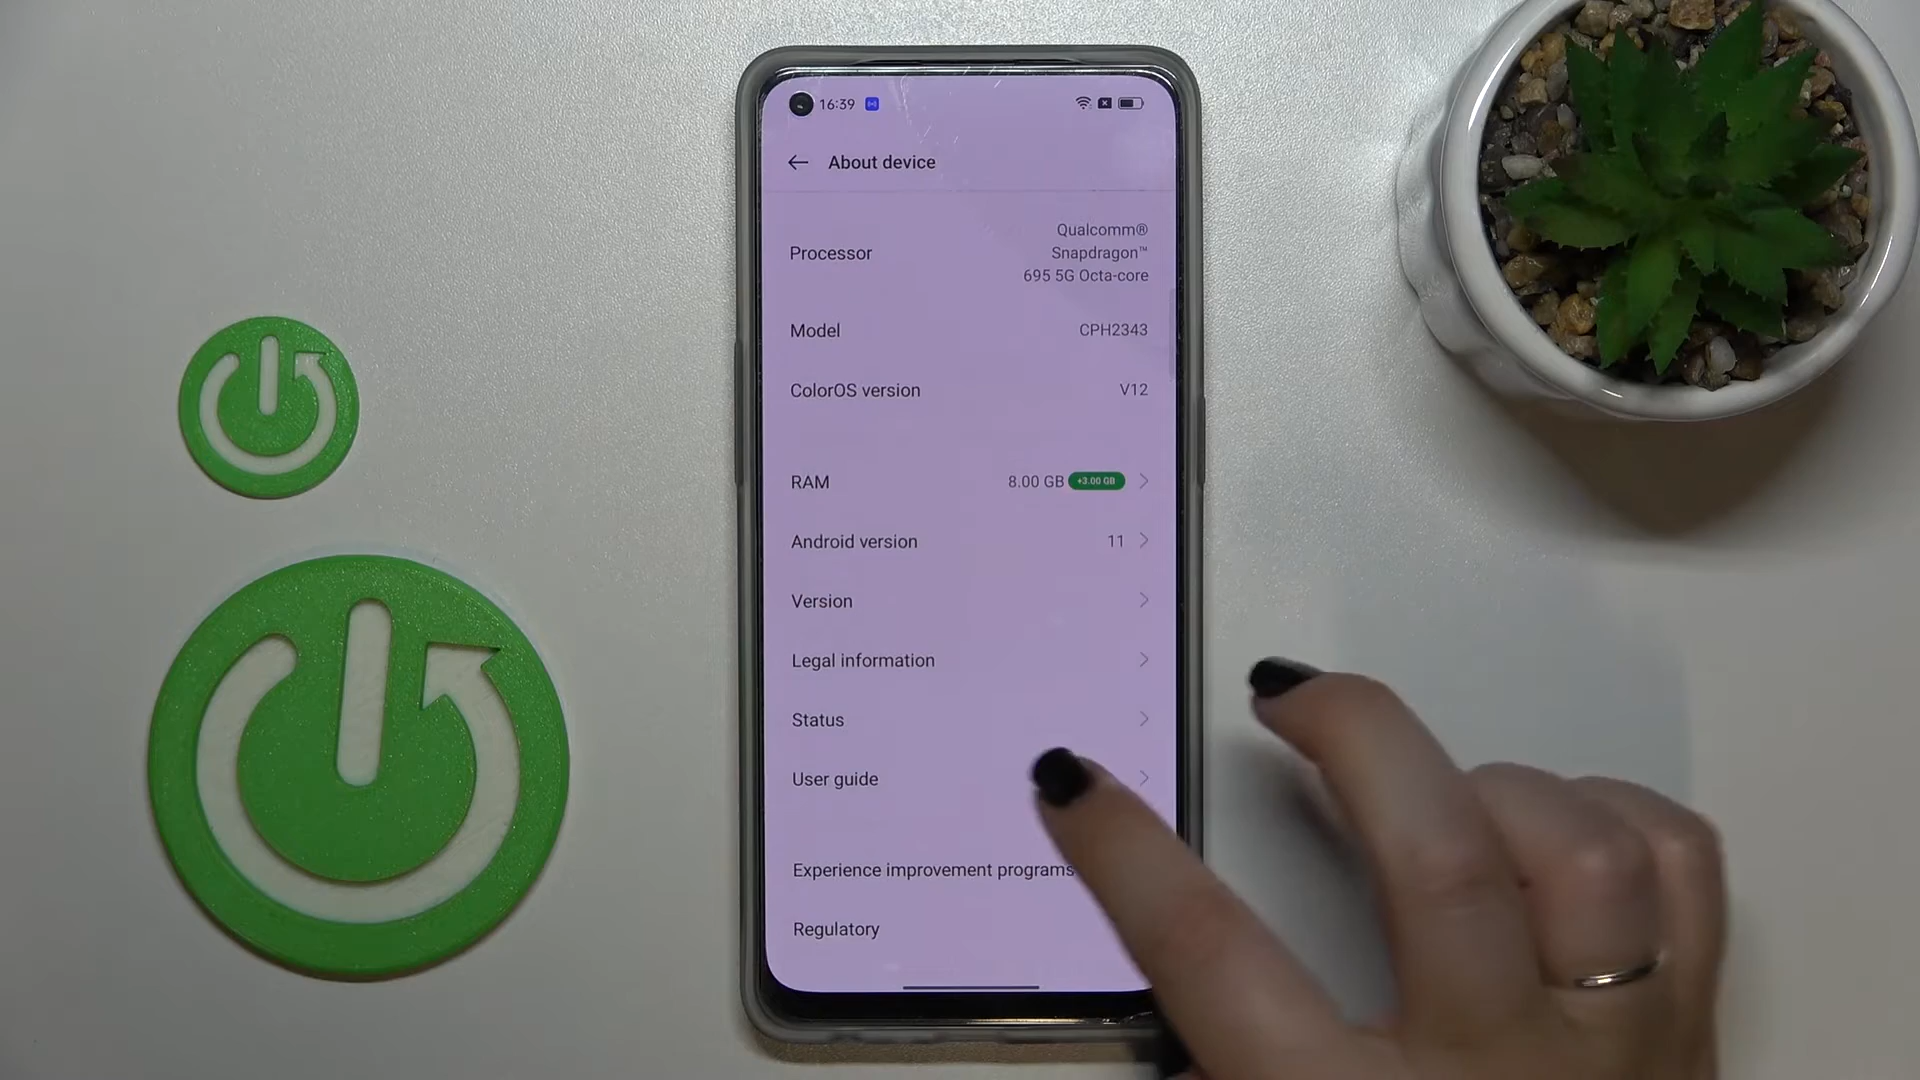 16:39
About device
Processor
Qualcomm®
Snapdragon™
695 5G Octa-core
Model CPH2343
ColorOS version V12
RAM 8.00 GB +3.00 GB
Android version 11
Version
Legal information
Status
User guide
Experience improvement programs
Regulatory